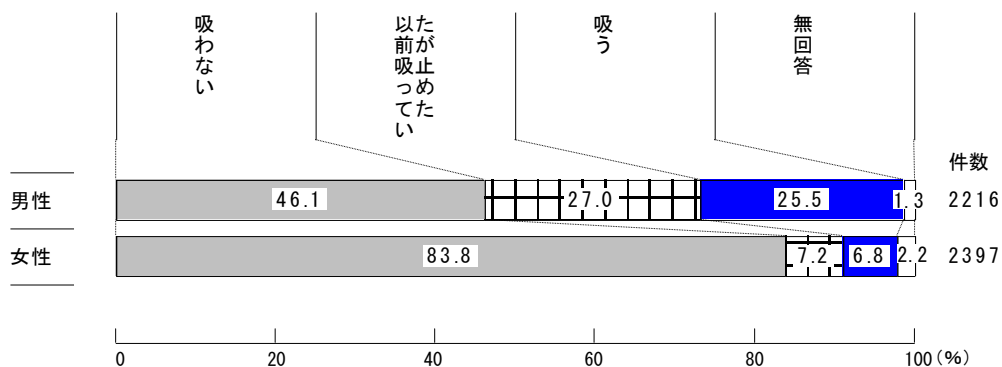 吸わない
以前吸ってい
たが止めた
吸う
無回答
件数
男性 46.1 27.0 25.5 1.3 2216
女性 83.8 7.2 6.8 2.2 2397
0 20 40 60 80 100(%)